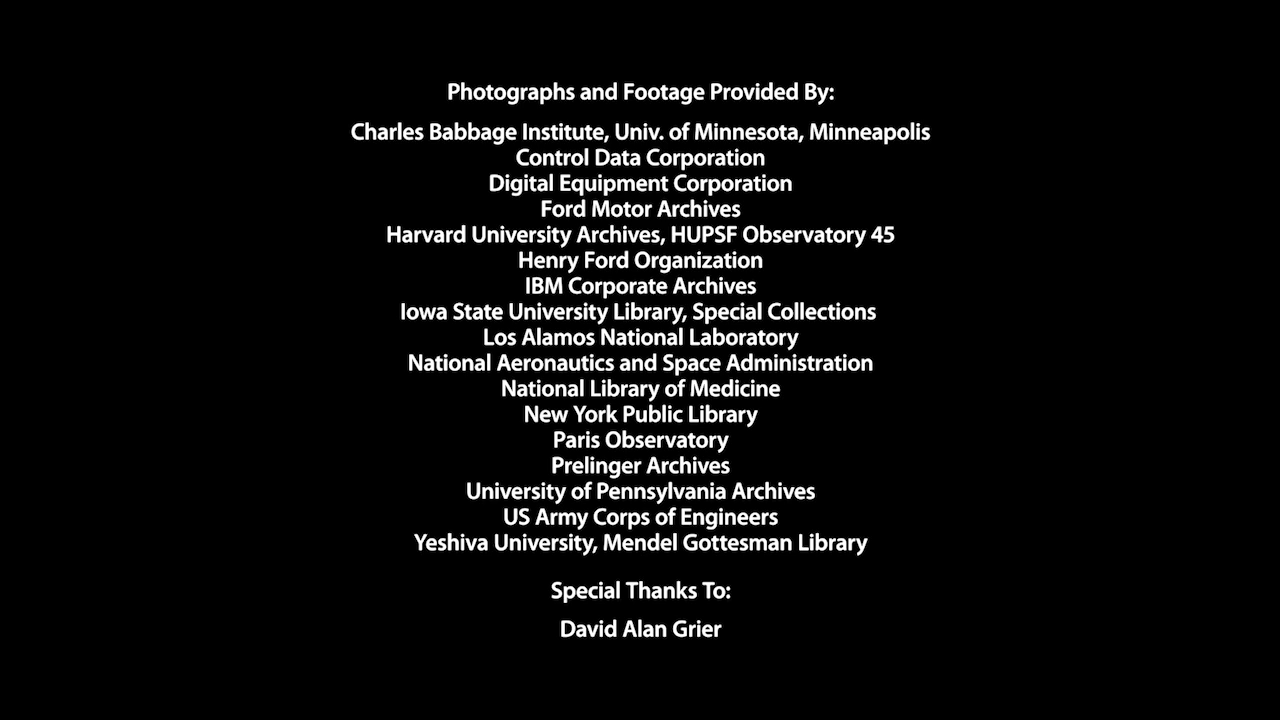 Photographs and Footage Provided By:
Charles Babbage Institute, Univ. of Minnesota, Minneapolis
Control Data Corporation
Digital Equipment Corporation
Ford Motor Archives
Harvard University Archives, HUPSF Observatory 45
Henry Ford Organization
IBM Corporate Archives
Iowa State University Library, Special Collections
Los Alamos National Laboratory
National Aeronautics and Space Administration
National Library of Medicine
New York Public Library
Paris Observatory
Prelinger Archives
University of Pennsylvania Archives
US Army Corps of Engineers
Yeshiva University, Mendel Gottesman Library
Special Thanks To:
David Alan Grier